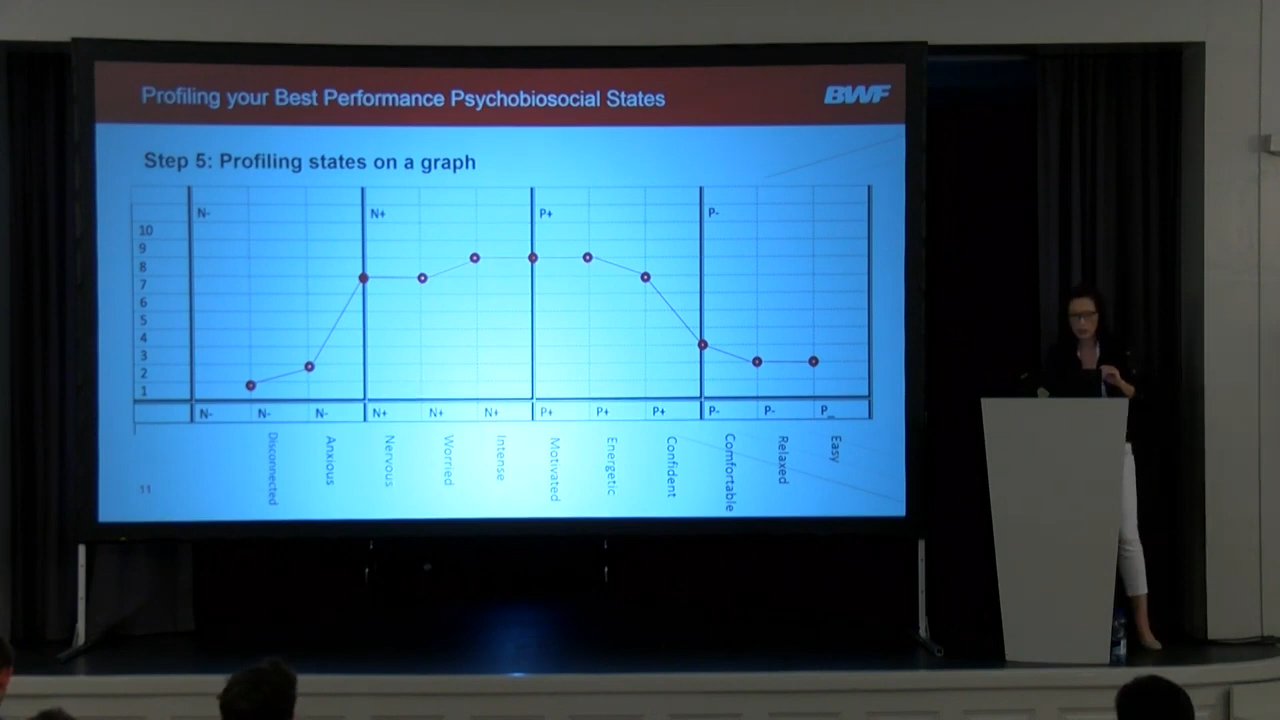 Profiling your Best Performance Psychobiosocial States
BWF
Step 5: Profiling states on a graph
N- N+ P+ P-
10
9
8
7
6
5
4
3
2
1
N- N- N- N+ N+ N+ P+ P+ P+ P- P- P_
Disconnected
Anxious
Nervous
Worried
Intense
Motivated
Energetic
Confident
Comfortable
Relaxed
Easy
11